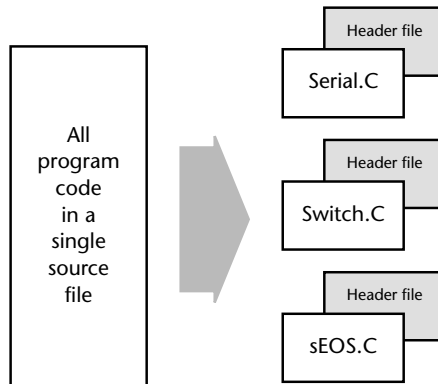 All
program
code
in a
single
source
file
Header file
Serial.C
Header file
Switch.C
Header file
sEOS.C